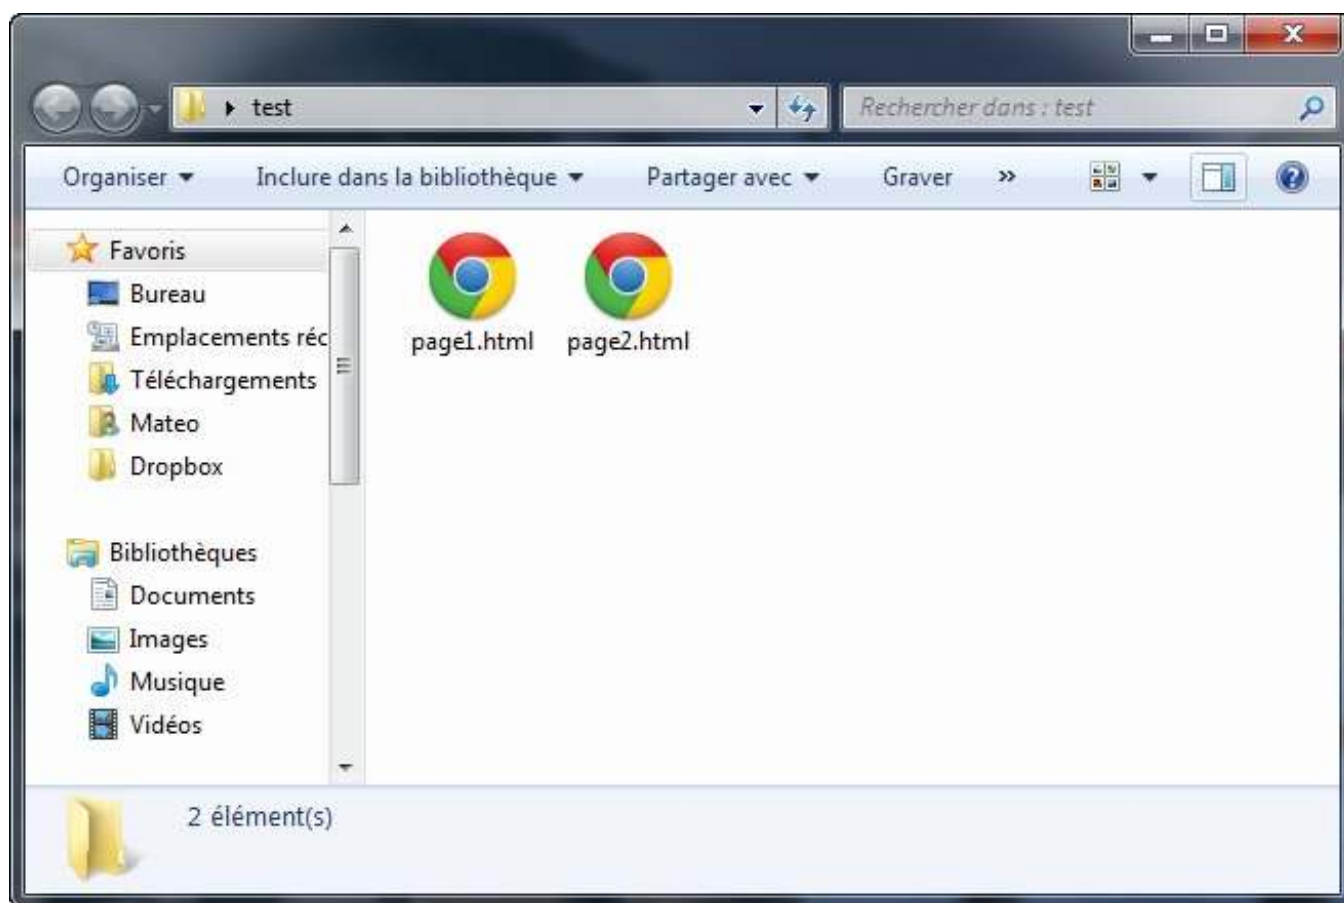 test
Rechercher dans : test
Organiser Inclure dans la bibliothèque Partager avec Graver »
Favoris
Bureau
Emplacements réc
Téléchargements
Mateo
Dropbox
Bibliothèques
Documents
Images
Musique
Vidéos
page1.html page2.html
2 élément(s)